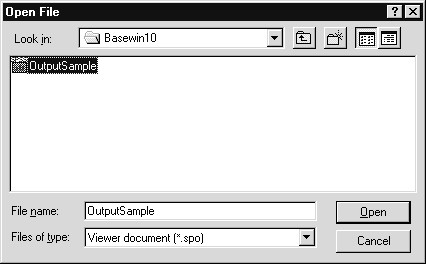 Open File
Look in: Basewin10
OutputSample
File name: OutputSample Open
Files of type: Viewer document (*.spo) Cancel